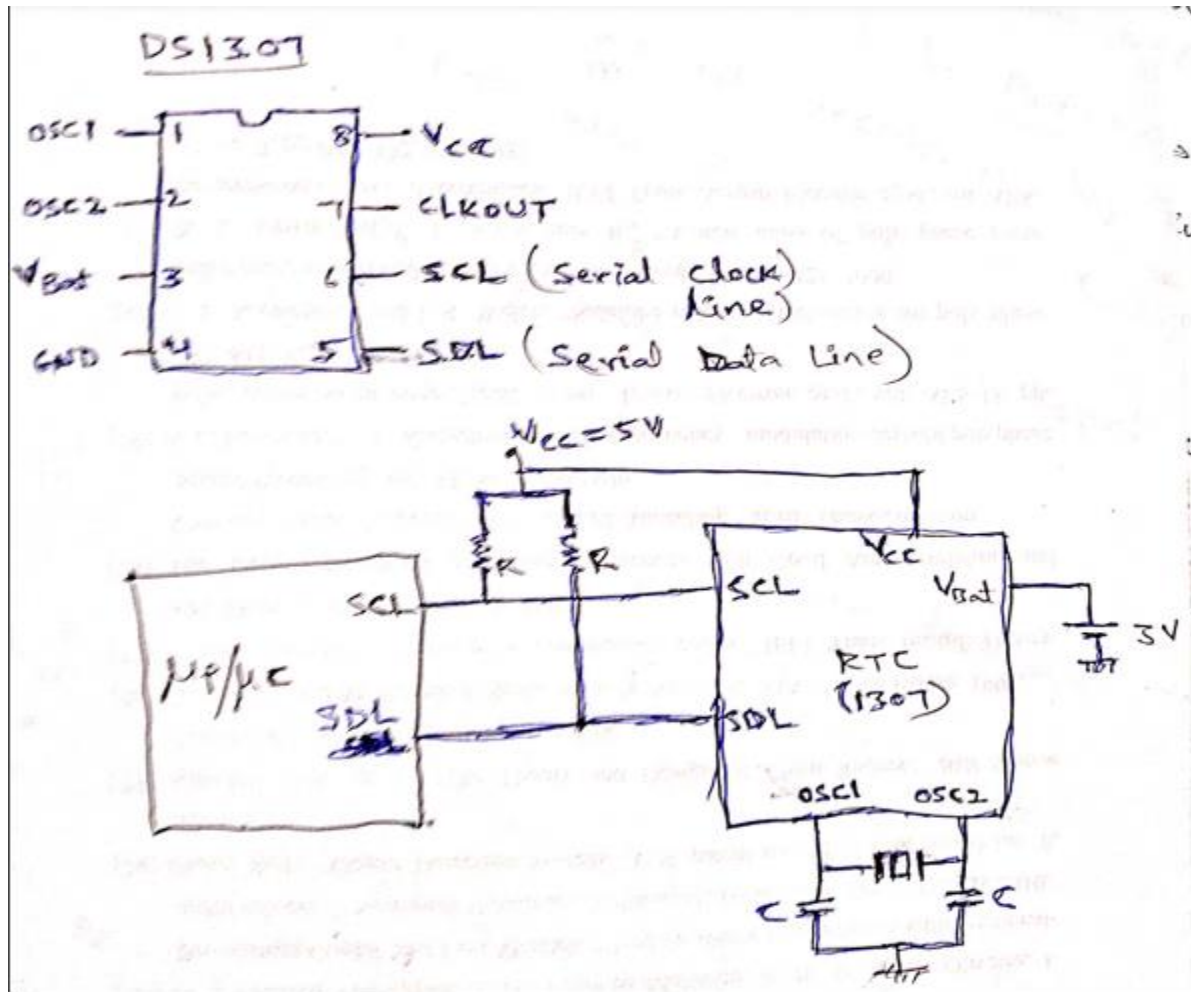 DS1307
OSC1 1 8 Vcc
OSC2 2 7 CLKOUT
VBat 3 6 SCL (Serial Clock
Line)
GND 4 5 SDL (Serial Data Line)
Vcc = 5V
R R
Vcc
SCL SCL
VBat
3V
μp/μc
RTC
(1307)
SDL SDL
OSC1 OSC2
C C